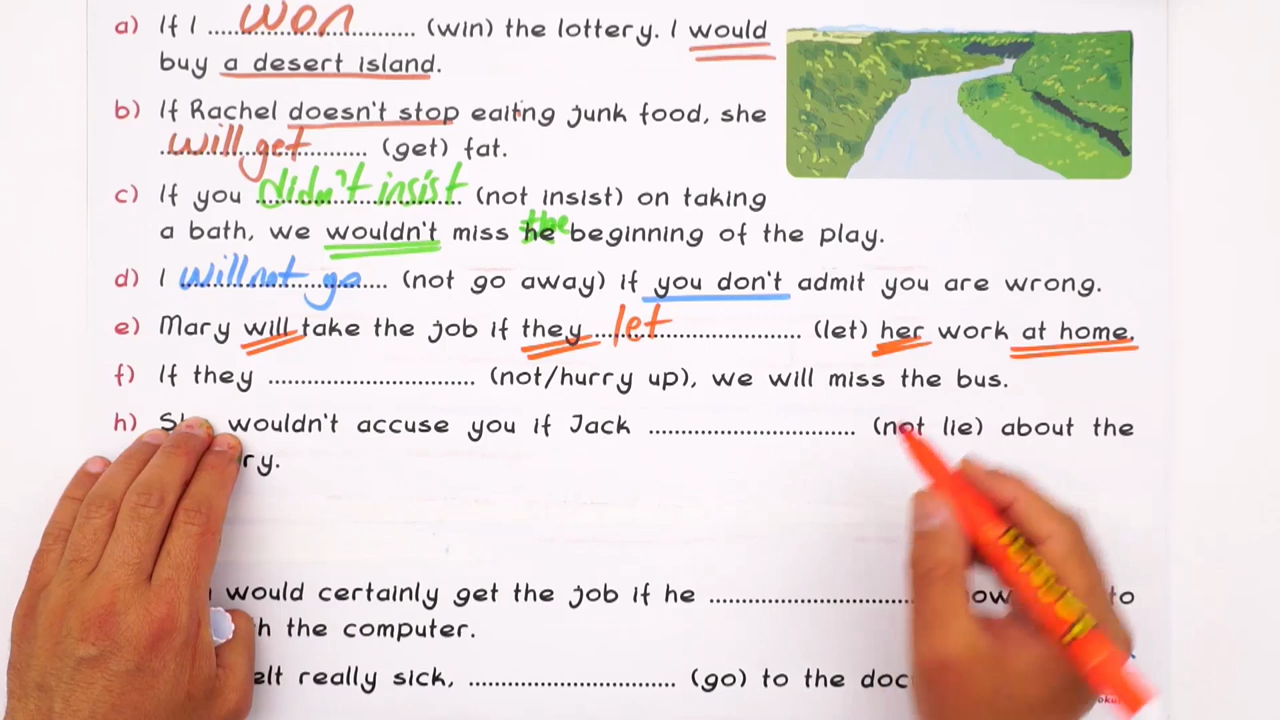 a) If I ...won... (win) the lottery. I would
buy a desert island.
b) If Rachel doesn't stop eating junk food, she
will get (get) fat.
c) If you didn't insist (not insist) on taking
a bath, we wouldn't miss the beginning of the play.
d) I will not go (not go away) if you don't admit you are wrong.
e) Mary will take the job if they let (let) her work at home.
f) If they .............................. (not/hurry up), we will miss the bus.
h) wouldn't accuse you if Jack .............................. (not lie) about the
ry.
would certainly get the job if he .............................. to
the computer.
elt really sick, .............................. (go) to the doc